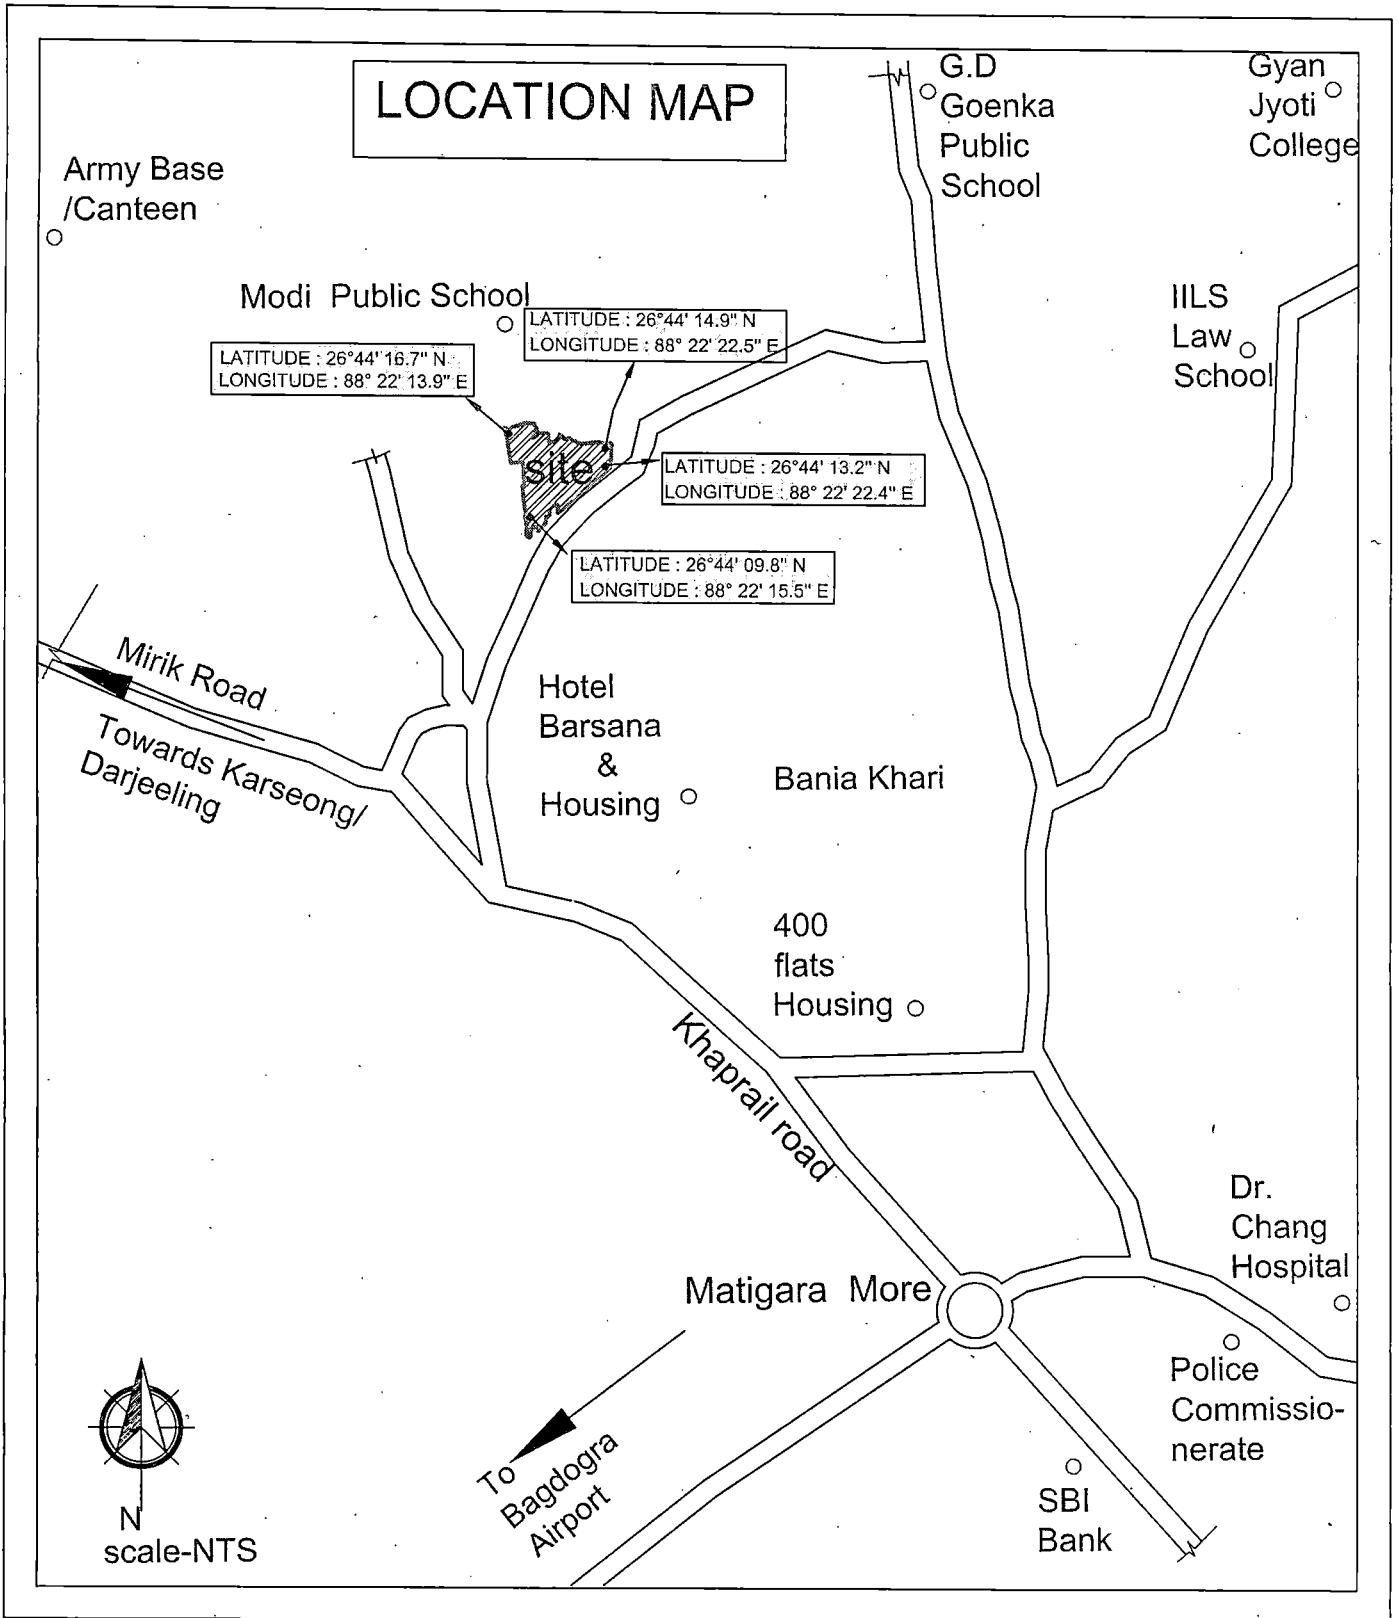 LOCATION MAP
G.D
Goenka
Public
School
Gyan
Jyoti
College
Army Base
/Canteen
Modi Public School
IILS
Law
School
LATITUDE : 26°44' 14.9" N
LONGITUDE : 88° 22' 22.5" E
LATITUDE : 26°44' 16.7" N
LONGITUDE : 88° 22' 13.9" E
site
LATITUDE : 26°44' 13.2" N
LONGITUDE : 88° 22' 22.4" E
LATITUDE : 26°44' 09.8" N
LONGITUDE : 88° 22' 15.5" E
Mirik Road
Towards Karseong/
Darjeeling
Hotel
Barsana
&
Housing
Bania Khari
400
flats
Housing
Khaprail road
Dr.
Chang
Hospital
Matigara More
Police
Commissio-
nerate
To
Bagdogra
Airport
SBI
Bank
N
scale-NTS